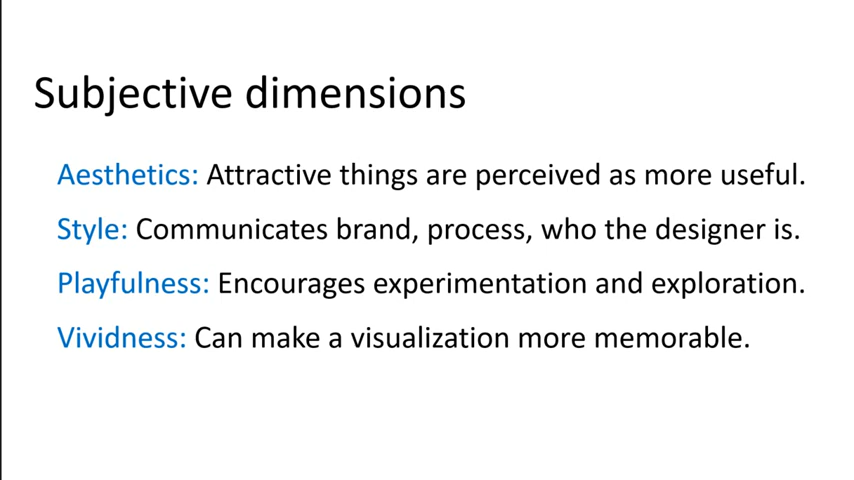 Subjective dimensions
Aesthetics: Attractive things are perceived as more useful.
Style: Communicates brand, process, who the designer is.
Playfulness: Encourages experimentation and exploration.
Vividness: Can make a visualization more memorable.